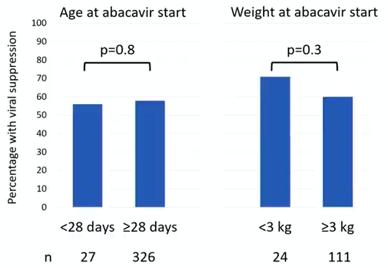 Age at abacavir start
Weight at abacavir start
Percentage with viral suppression
100
90
80
70
60
50
40
30
20
10
0
p=0.8
p=0.3
<28 days ≥28 days
<3 kg ≥3 kg
n 27 326 24 111